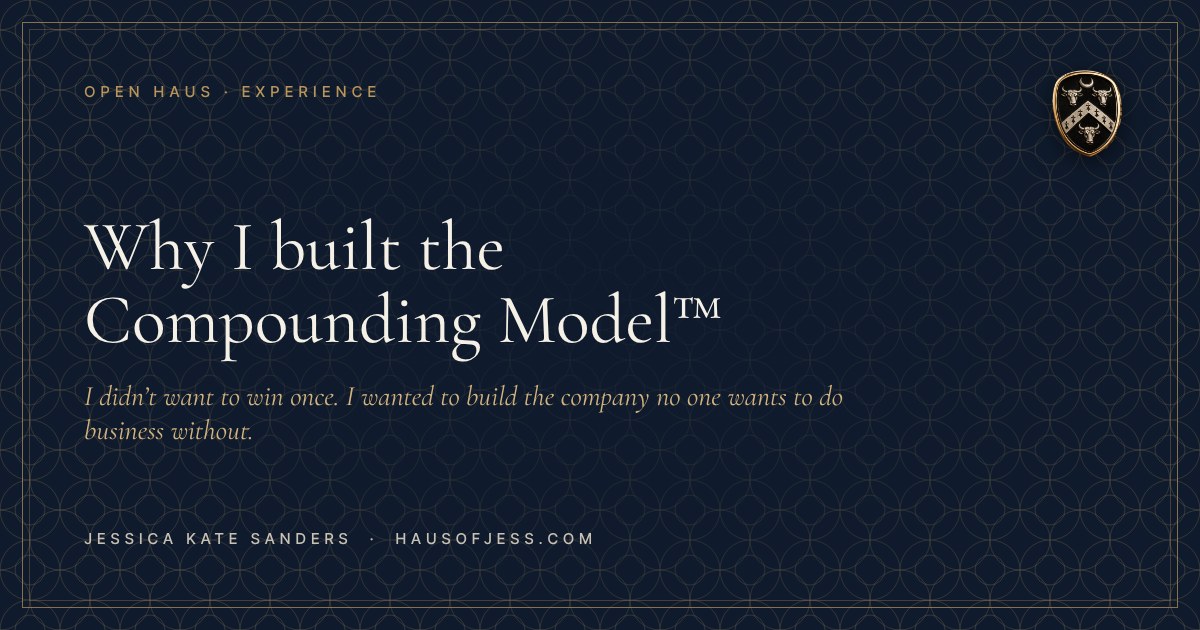 OPEN HAUS · EXPERIENCE
Why I built the
Compounding Model™
I didn’t want to win once. I wanted to build the company no one wants to do
business without.
JESSICA KATE SANDERS · HAUSOFJESS.COM